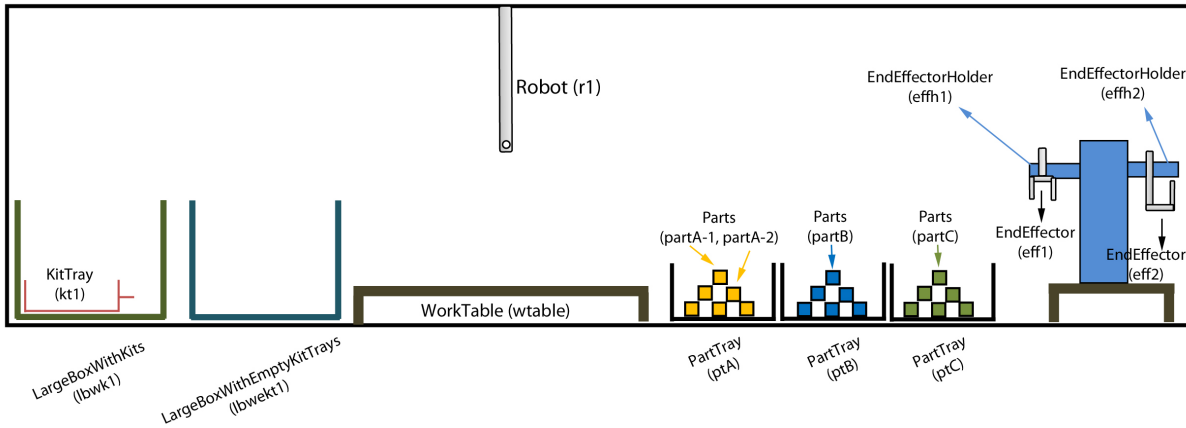 Robot (r1)
EndEffectorHolder
(effh1)
EndEffectorHolder
(effh2)
KitTray
(kt1)
WorkTable (wtable)
Parts
(partA-1, partA-2)
Parts
(partB)
Parts
(partC)
EndEffector
(eff1)
EndEffector
(eff2)
LargeBoxWithKits
(lbwk1)
LargeBoxWithEmptyKitTrays
(lbwekt1)
PartTray
(ptA)
PartTray
(ptB)
PartTray
(ptC)